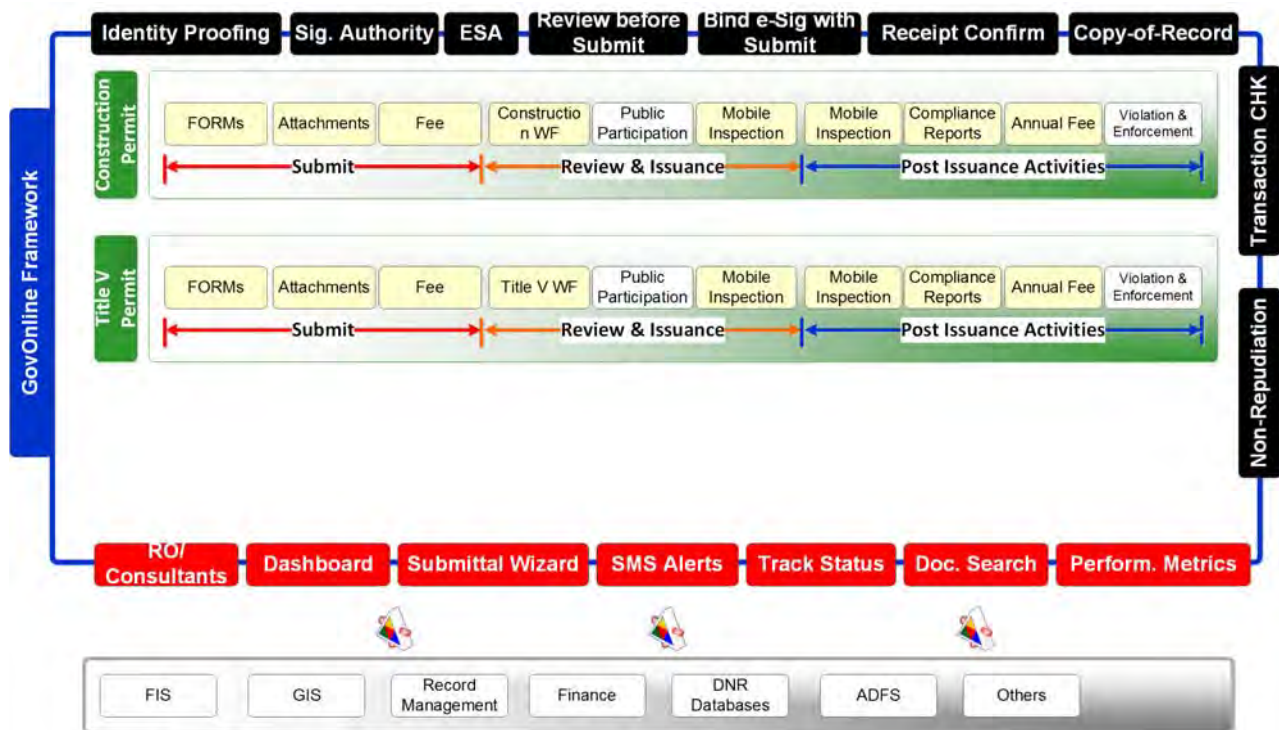 Identity Proofing
Sig. Authority
ESA
Review before
Submit
Bind e-Sig with
Submit
Receipt Confirm
Copy-of-Record
GovOnline Framework
Transaction CHK
Non-Repudiation
Construction
Permit
FORMs
Attachments
Fee
Constructio
n WF
Public
Participation
Mobile
Inspection
Mobile
Inspection
Compliance
Reports
Annual Fee
Violation &
Enforcement
Submit
Review & Issuance
Post Issuance Activities
Title V
Permit
FORMs
Attachments
Fee
Title V WF
Public
Participation
Mobile
Inspection
Mobile
Inspection
Compliance
Reports
Annual Fee
Violation &
Enforcement
Submit
Review & Issuance
Post Issuance Activities
RO/
Consultants
Dashboard
Submittal Wizard
SMS Alerts
Track Status
Doc. Search
Perform. Metrics
FIS
GIS
Record
Management
Finance
DNR
Databases
ADFS
Others